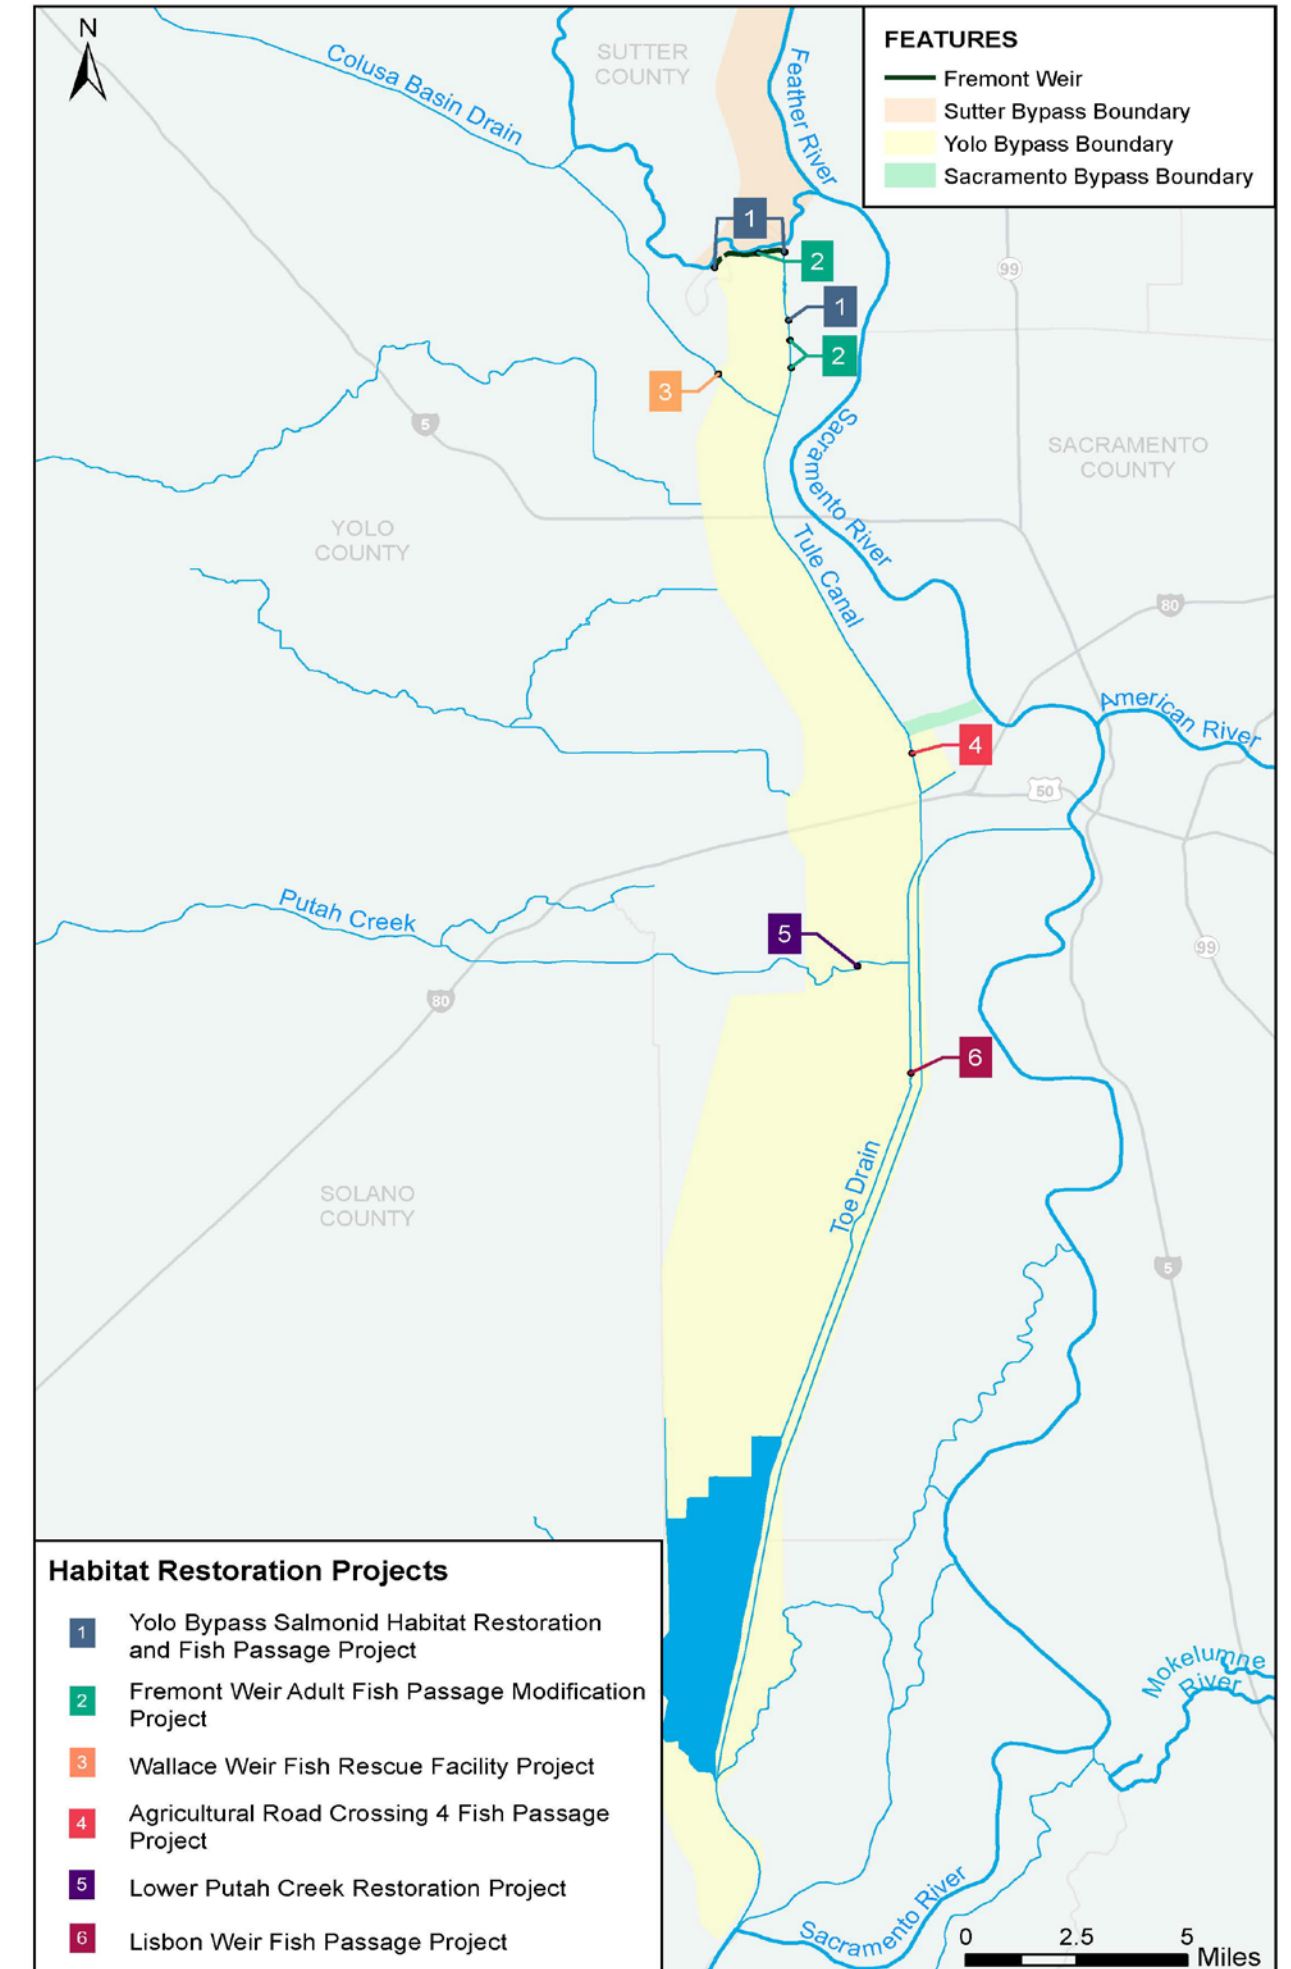 N
SUTTER
COUNTY
Colusa Basin Drain
Feather River
FEATURES
Fremont Weir
Sutter Bypass Boundary
Yolo Bypass Boundary
Sacramento Bypass Boundary
1
2
99
1
2
3
5
Sacramento River
SACRAMENTO
COUNTY
YOLO
COUNTY
Tule Canal
80
American River
4
50
Putah Creek
5
99
80
6
Toe Drain
SOLANO
COUNTY
5
Habitat Restoration Projects
1 Yolo Bypass Salmonid Habitat Restoration
and Fish Passage Project
2 Fremont Weir Adult Fish Passage Modification
Project
3 Wallace Weir Fish Rescue Facility Project
4 Agricultural Road Crossing 4 Fish Passage
Project
5 Lower Putah Creek Restoration Project
6 Lisbon Weir Fish Passage Project
Mokelumne
River
Sacramento River
0 2.5 5
Miles